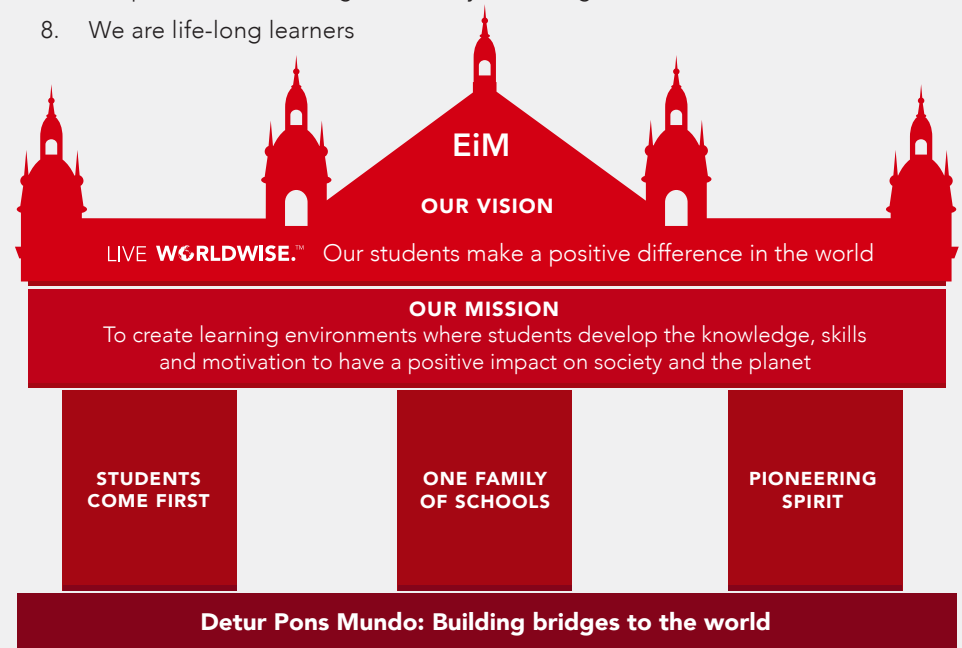 8. We are life-long learners
EiM
OUR VISION
LIVE WORLDWISE.™ Our students make a positive difference in the world
OUR MISSION
To create learning environments where students develop the knowledge, skills
and motivation to have a positive impact on society and the planet
STUDENTS
COME FIRST
ONE FAMILY
OF SCHOOLS
PIONEERING
SPIRIT
Detur Pons Mundo: Building bridges to the world